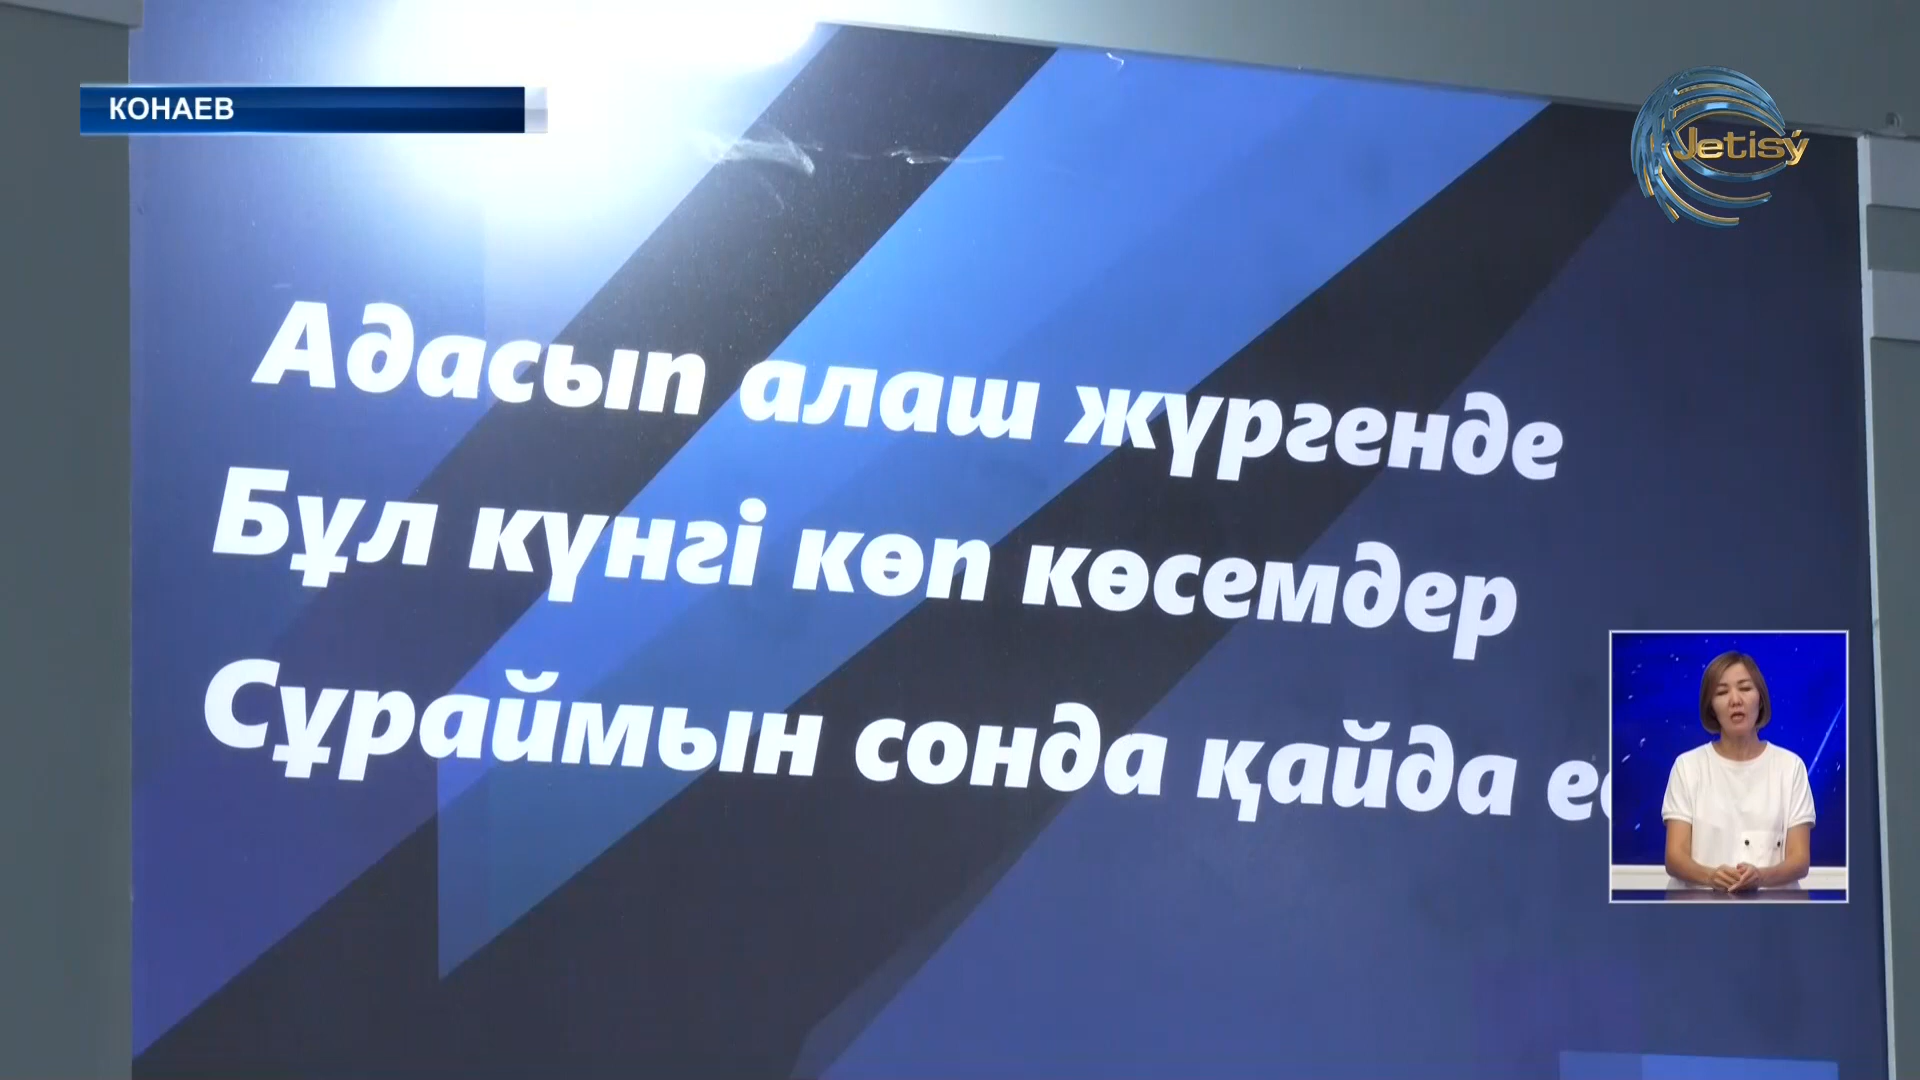 КОНАЕВ
Jetisý
Адасып алаш жүргенде
Бұл күнгі көп көсемдер
Сұраймын сонда қайда